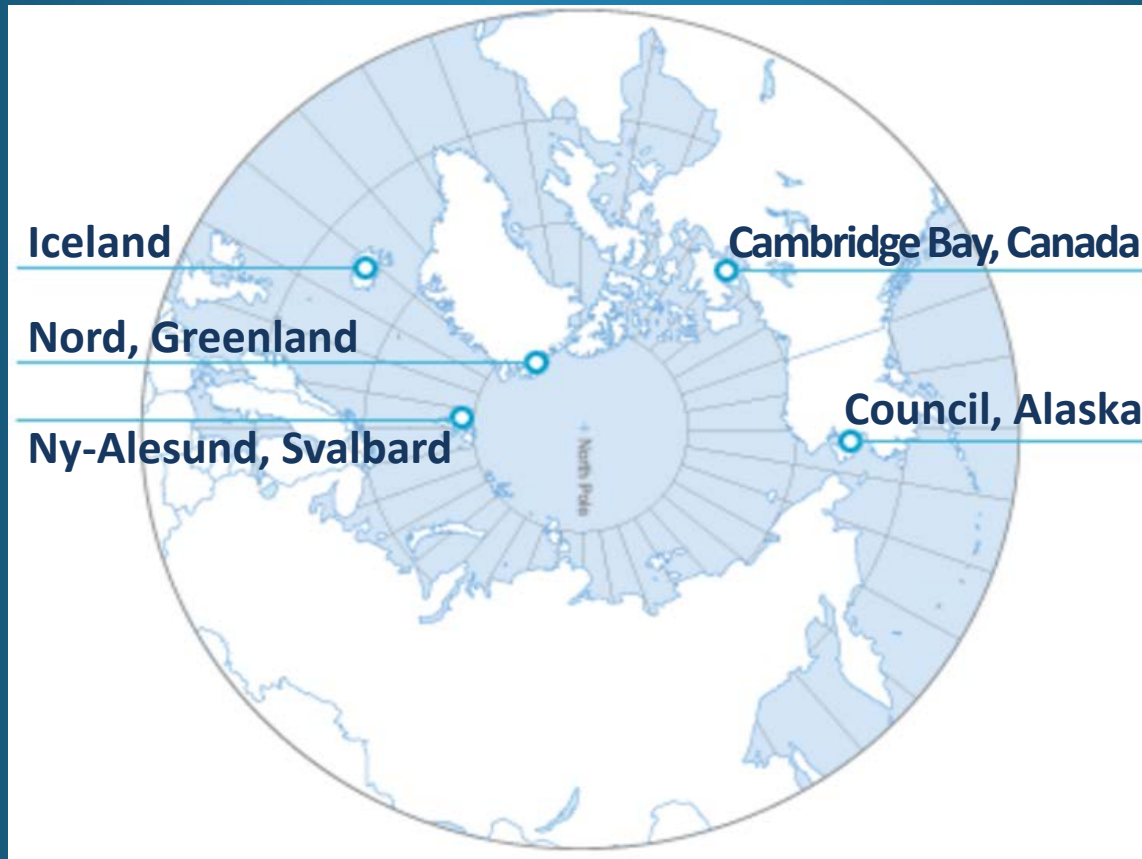 Iceland
Cambridge Bay, Canada
Nord, Greenland
Council, Alaska
Ny-Alesund, Svalbard
North Pole